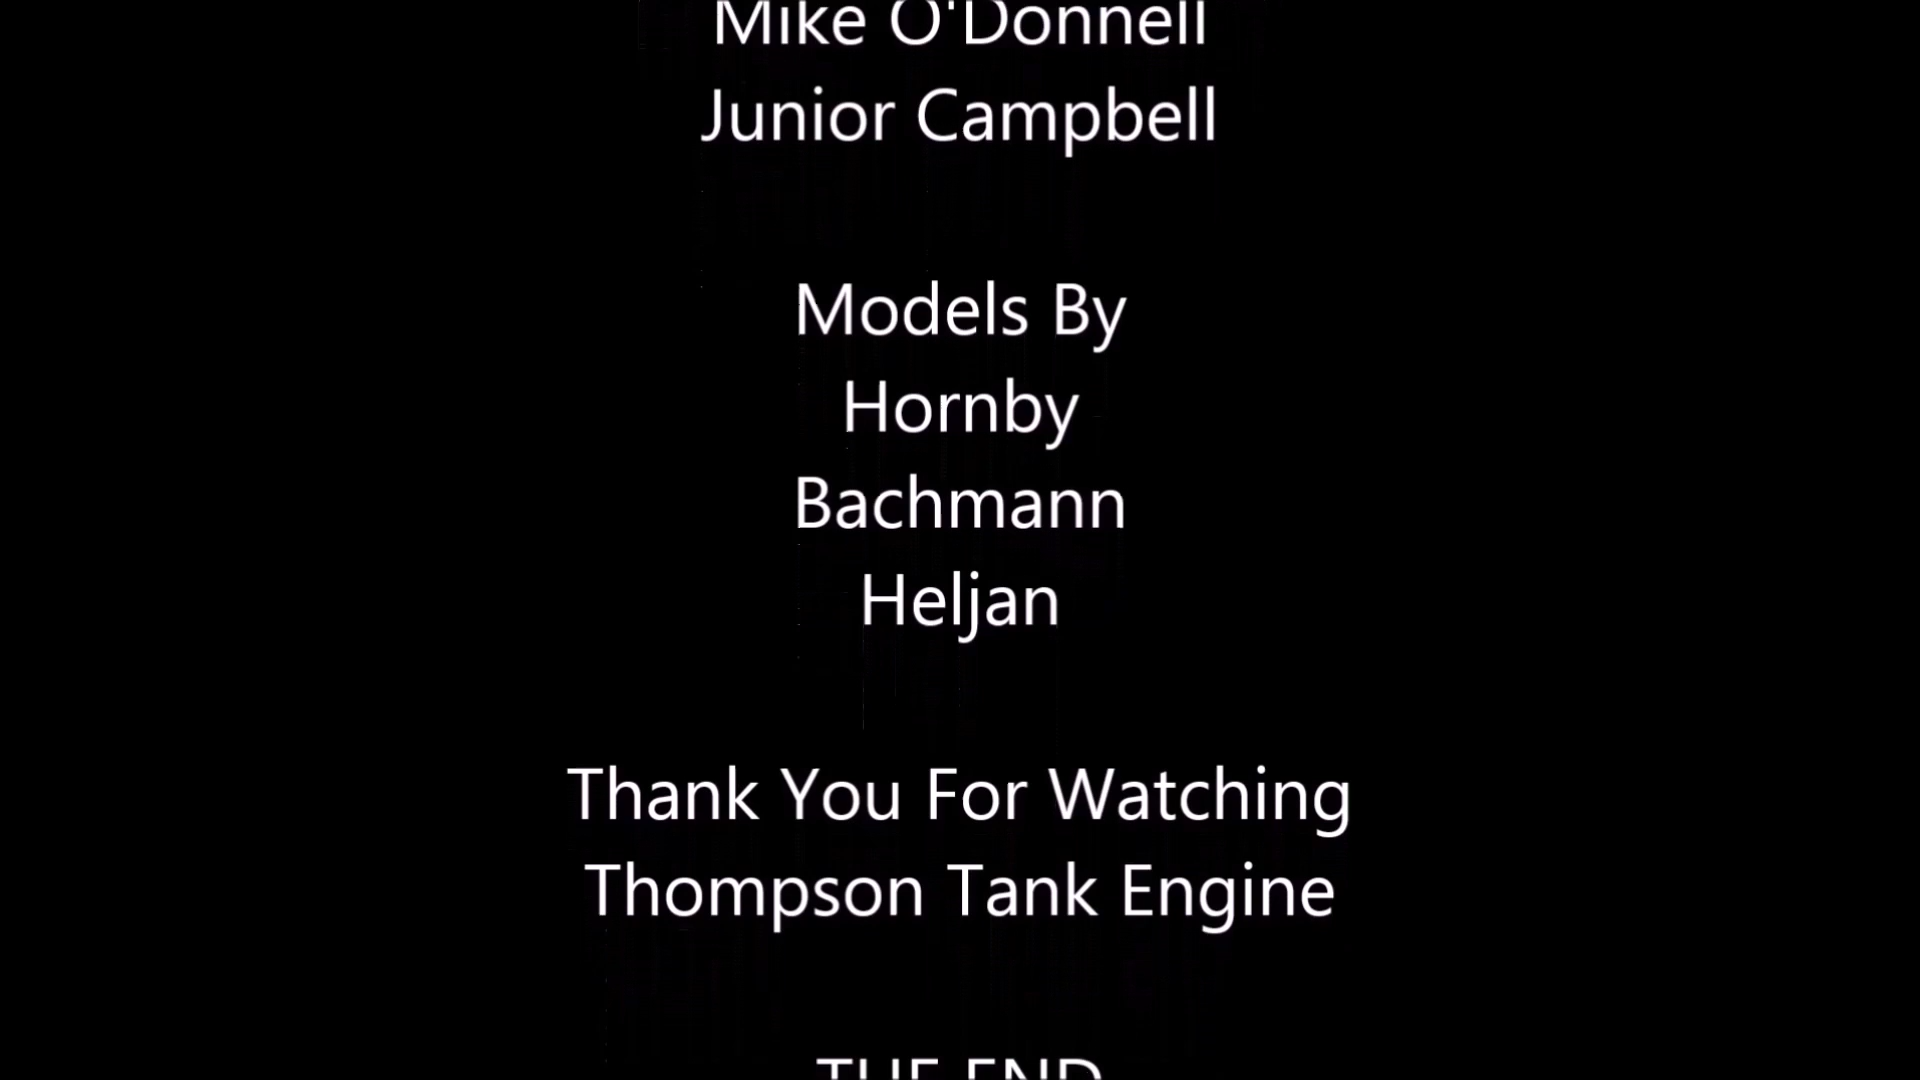 Mike O'Donnell
Junior Campbell
Models By
Hornby
Bachmann
Heljan
Thank You For Watching
Thompson Tank Engine
THE END